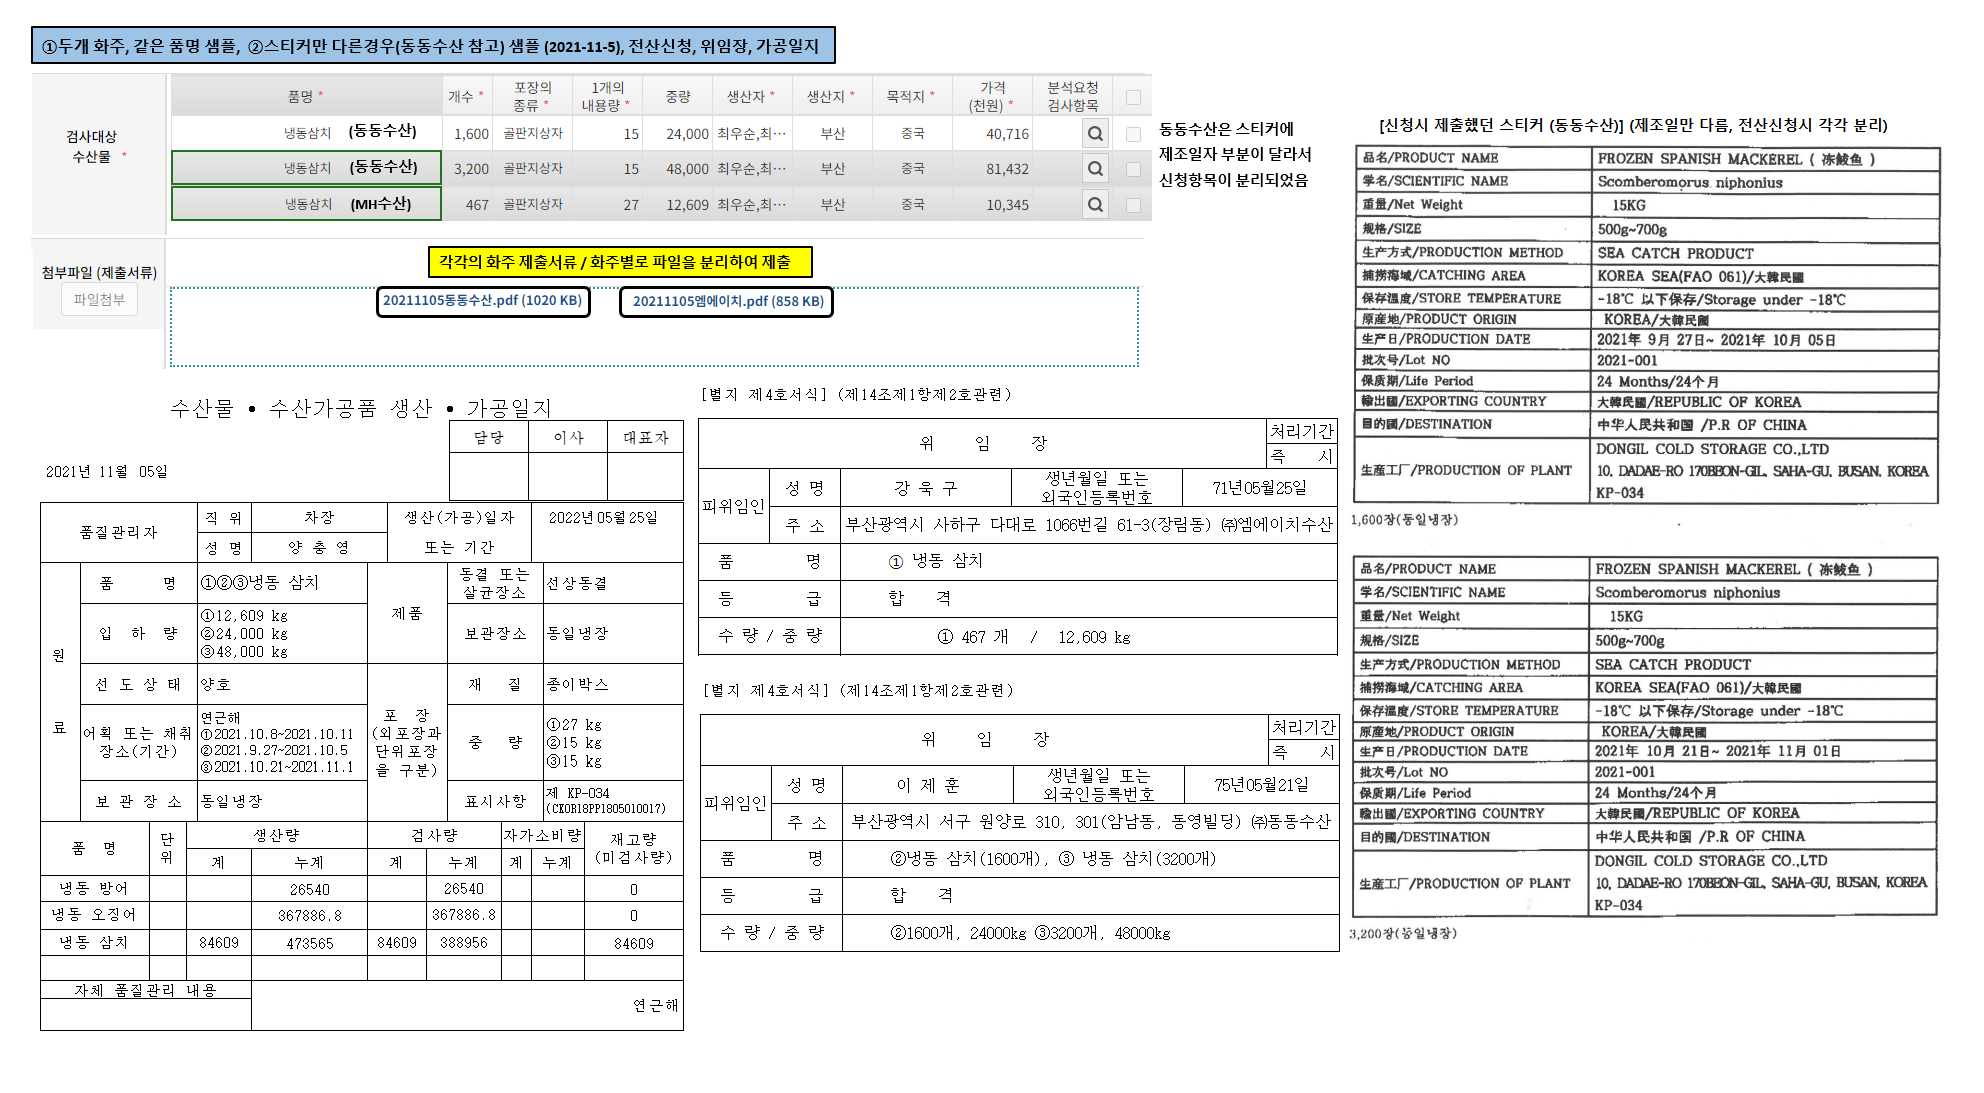 ①두개 화주, 같은 품명 샘플, ②스티커만 다른경우(동동수산 참고) 샘플 (2021-11-5), 전산신청, 위임장, 가공일지
검사대상 수산물 *
품명 * 개수 * 포장의 종류 * 1개의 내용량 * 중량 생산자 * 생산지 * 목적지 * 가격 (천원) * 분석요청 검사항목
냉동삼치 (동동수산) 1,600 골판지상자 15 24,000 최우순,최… 부산 중국 40,716
냉동삼치 (동동수산) 3,200 골판지상자 15 48,000 최우순,최… 부산 중국 81,432
냉동삼치 (MH수산) 467 골판지상자 27 12,609 최우순,최… 부산 중국 10,345
동동수산은 스티커에
제조일자 부분이 달라서
신청항목이 분리되었음
첨부파일 (제출서류)
파일첨부
각각의 화주 제출서류 / 화주별로 파일을 분리하여 제출
20211105동동수산.pdf (1020 KB)
20211105엠에이치.pdf (858 KB)
수산물 • 수산가공품 생산 • 가공일지
담당 이사 대표자
2021년 11월 05일
품질관리자 직 위 차장 생산(가공)일자 2022년05월25일
성 명 양 충 영 또는 기간
원 료
품 명 ①②③냉동 삼치 제품 동결 또는 살균장소 선상동결
입 하 량 ①12,609 kg
②24,000 kg
③48,000 kg
보관장소 동일냉장
선 도 상 태 양호 포 장 (외포장과 단위포장을 구분) 재 질 종이박스
어획 또는 채취 장소(기간) 연근해
①2021.10.8~2021.10.11
②2021.9.27~2021.10.5
③2021.10.21~2021.11.1
중 량 ①27 kg
②15 kg
③15 kg
보 관 장 소 동일냉장 표시사항 제 KP-034
(CKOR18PP1805010017)
품 명 단위 생산량 검사량 자가소비량 재고량 (미검사량)
계 누계 계 누계 계 누계
냉동 방어 26540 26540 0
냉동 오징어 367886.8 367886.8 0
냉동 삼치 84609 473565 84609 388956 84609
자체 품질관리 내용
연근해
[별지 제4호서식] (제14조제1항제2호관련)
위 임 장 처리기간
즉 시
피위임인 성 명 강 욱 구 생년월일 또는 외국인등록번호 71년05월25일
주 소 부산광역시 사하구 다대로 1066번길 61-3(장림동) ㈜엠에이치수산
품 명 ① 냉동 삼치
등 급 합 격
수 량 / 중 량 ① 467 개 / 12,609 kg
[별지 제4호서식] (제14조제1항제2호관련)
위 임 장 처리기간
즉 시
피위임인 성 명 이 제 훈 생년월일 또는 외국인등록번호 75년05월21일
주 소 부산광역시 서구 원양로 310, 301(암남동, 동영빌딩) ㈜동동수산
품 명 ②냉동 삼치(1600개), ③ 냉동 삼치(3200개)
등 급 합 격
수 량 / 중 량 ②1600개, 24000kg ③3200개, 48000kg
[신청시 제출했던 스티커 (동동수산)] (제조일만 다름, 전산신청시 각각 분리)
品名/PRODUCT NAME FROZEN SPANISH MACKEREL ( 冻鲅鱼 )
学名/SCIENTIFIC NAME Scomberomorus niphonius
重量/Net Weight 15KG
规格/SIZE 500g~700g
生产方式/PRODUCTION METHOD SEA CATCH PRODUCT
捕捞海域/CATCHING AREA KOREA SEA(FAO 061)/大韓民國
保存溫度/STORE TEMPERATURE -18℃ 以下保存/Storage under -18℃
原産地/PRODUCT ORIGIN KOREA/大韓民國
生产日/PRODUCTION DATE 2021年 9月 27日~ 2021年 10月 05日
批次号/Lot NO 2021-001
保质期/Life Period 24 Months/24个月
輸出國/EXPORTING COUNTRY 大韓民國/REPUBLIC OF KOREA
目的國/DESTINATION 中华人民共和国 /P.R OF CHINA
生産工厂/PRODUCTION OF PLANT DONGIL COLD STORAGE CO.,LTD
10, DADAE-RO 170BEON-GIL, SAHA-GU, BUSAN, KOREA
KP-034
1,600장(동일냉장)
品名/PRODUCT NAME FROZEN SPANISH MACKEREL ( 冻鲅鱼 )
学名/SCIENTIFIC NAME Scomberomorus niphonius
重量/Net Weight 15KG
规格/SIZE 500g~700g
生产方式/PRODUCTION METHOD SEA CATCH PRODUCT
捕捞海域/CATCHING AREA KOREA SEA(FAO 061)/大韓民國
保存溫度/STORE TEMPERATURE -18℃ 以下保存/Storage under -18℃
原産地/PRODUCT ORIGIN KOREA/大韓民國
生产日/PRODUCTION DATE 2021年 10月 21日~ 2021年 11月 01日
批次号/Lot NO 2021-001
保质期/Life Period 24 Months/24个月
輸出國/EXPORTING COUNTRY 大韓民國/REPUBLIC OF KOREA
目的國/DESTINATION 中华人民共和国 /P.R OF CHINA
生産工厂/PRODUCTION OF PLANT DONGIL COLD STORAGE CO.,LTD
10, DADAE-RO 170BEON-GIL, SAHA-GU, BUSAN, KOREA
KP-034
3,200장(동일냉장)